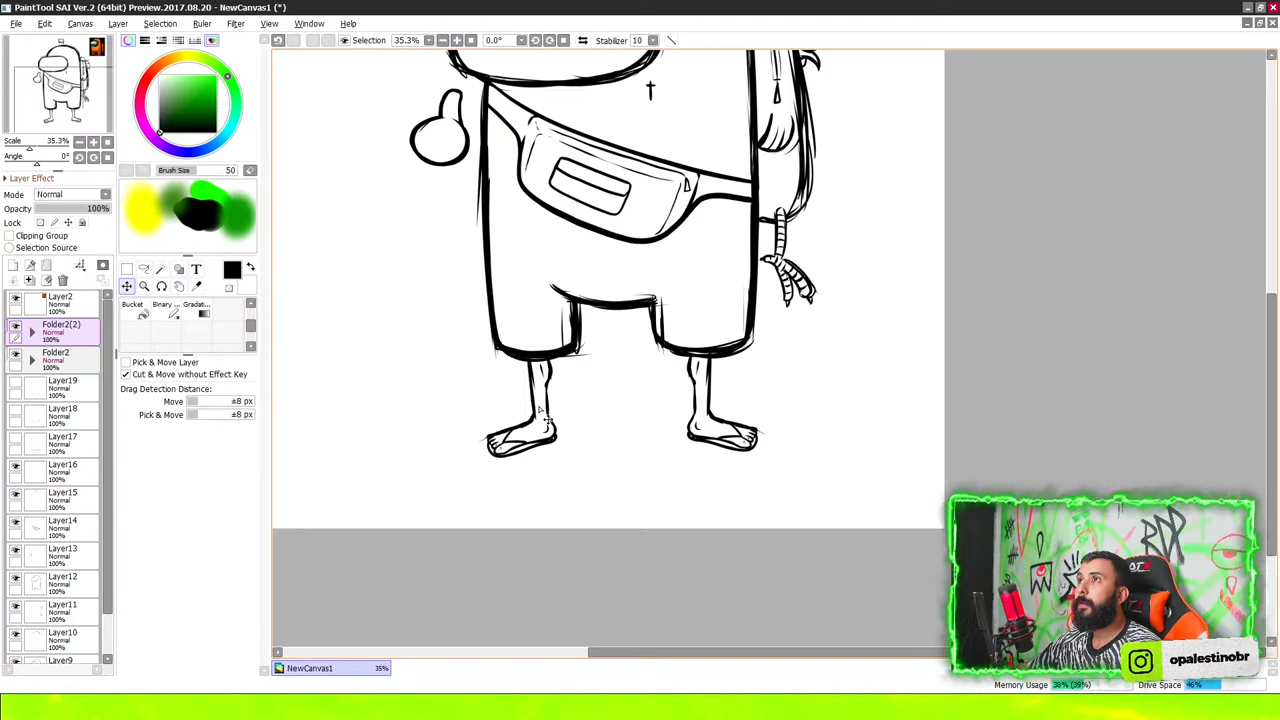 PaintTool SAI Ver.2 (64bit) Preview.2017.08.20 - NewCanvas1 (*)
File Edit Canvas Layer Selection Ruler Filter View Window Help
Selection 35.3% 0.0° Stabilizer 10
Scale 35.3%
Angle 0°
Layer Effect
Mode Normal
Opacity 100%
Lock
Clipping Group
Selection Source
Brush Size 50
T
Bucket Binary ... Gradati...
Pick & Move Layer
Cut & Move without Effect Key
Drag Detection Distance:
Move ±8 px
Pick & Move ±8 px
Layer2
Normal
100%
Folder2(2)
Normal
100%
Folder2
Normal
100%
Layer19
Normal
100%
Layer18
Normal
100%
Layer17
Normal
100%
Layer16
Normal
100%
Layer15
Normal
100%
Layer14
Normal
100%
Layer13
Normal
100%
Layer12
Normal
100%
Layer11
Normal
100%
Layer10
Normal
100%
Layer9
NewCanvas1 35%
opalestinobr
Memory Usage 38% (39%) Drive Space 46%